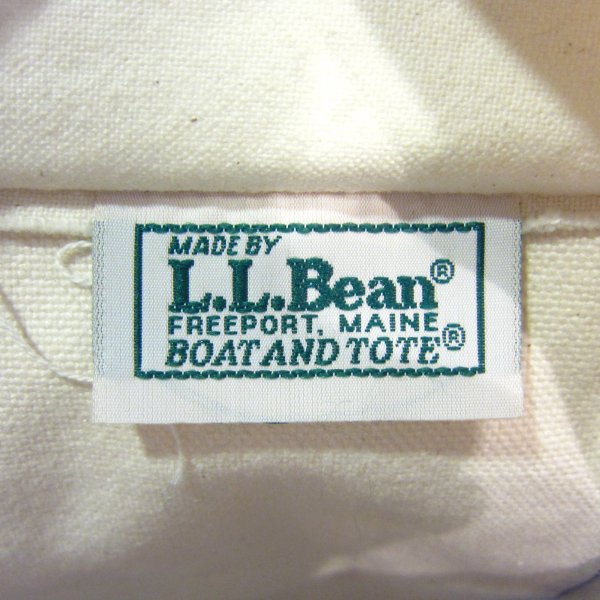 MADE BY
L.L.Bean®
FREEPORT, MAINE
BOAT AND TOTE®